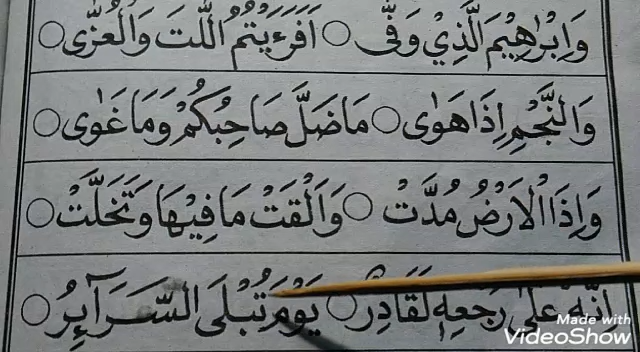 وَاِبْرٰهِيْمَ الَّذِيْ وَفّٰى ○ اَفَرَءَيْتُمُ اللّٰتَ وَالْعُزّٰى ○
وَالنَّجْمِ اِذَا هَوٰى ○ مَا ضَلَّ صَاحِبُكُمْ وَمَا غَوٰى ○
وَاِذَا الْاَرْضُ مُدَّتْ ○ وَاَلْقَتْ مَا فِيْهَا وَتَخَلَّتْ ○
اِنَّهٗ عَلٰى رَجْعِهٖ لَقَادِرٌ ○ يَوْمَ تُبْلَى السَّرَآئِرُ ○
Made with
VideoShow